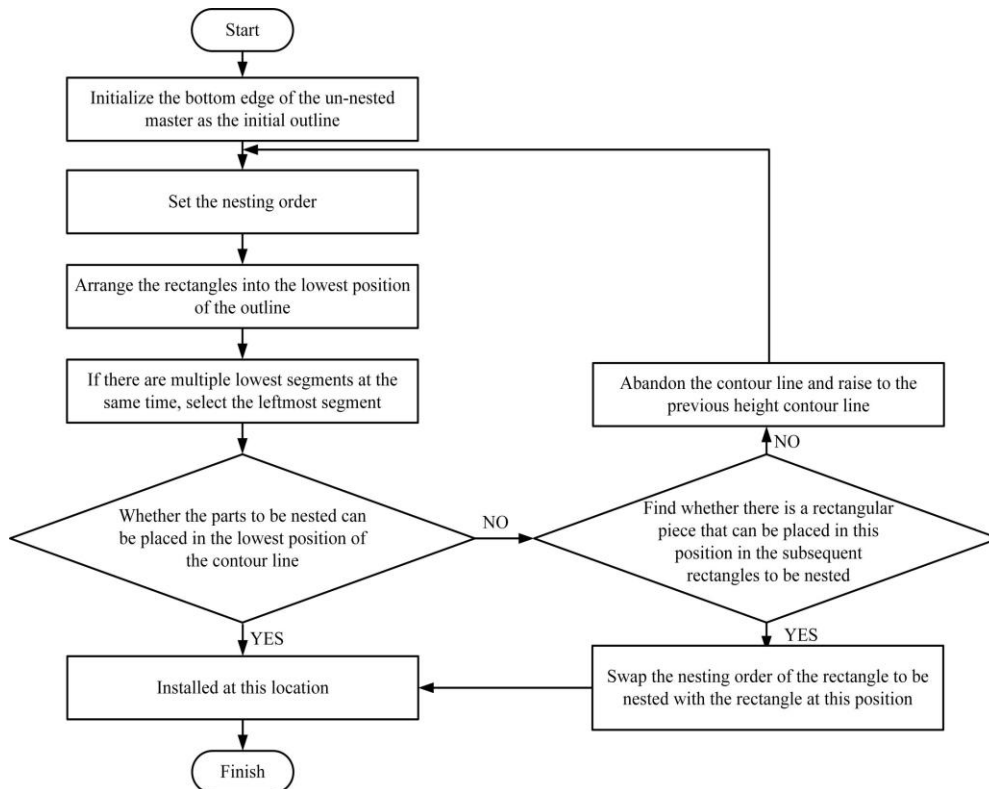 Start
Initialize the bottom edge of the un-nested
master as the initial outline
Set the nesting order
Arrange the rectangles into the lowest position
of the outline
If there are multiple lowest segments at the
same time, select the leftmost segment
Abandon the contour line and raise to the
previous height contour line
NO
Whether the parts to be nested can
be placed in the lowest position of
the contour line
NO
Find whether there is a rectangular
piece that can be placed in this
position in the subsequent
rectangles to be nested
YES
YES
Installed at this location
Swap the nesting order of the rectangle to be
nested with the rectangle at this position
Finish